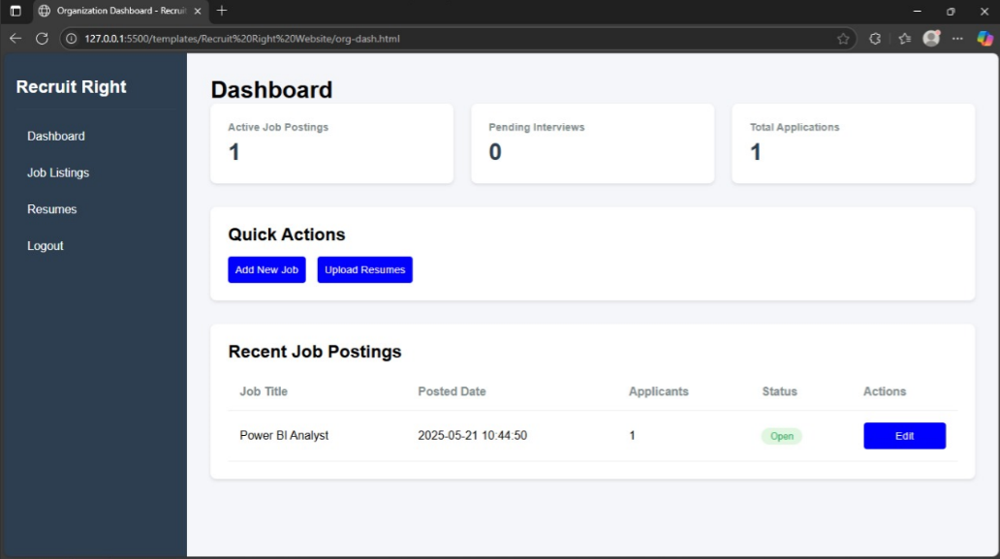 Organization Dashboard - Recruit
127.0.0.1:5500/templates/Recruit%20Right%20Website/org-dash.html
Recruit Right
Dashboard
Job Listings
Resumes
Logout
Dashboard
Active Job Postings Pending Interviews Total Applications
1 0 1
Quick Actions
Add New Job Upload Resumes
Recent Job Postings
Job Title Posted Date Applicants Status Actions
Power BI Analyst 2025-05-21 10:44:50 1 Open Edit